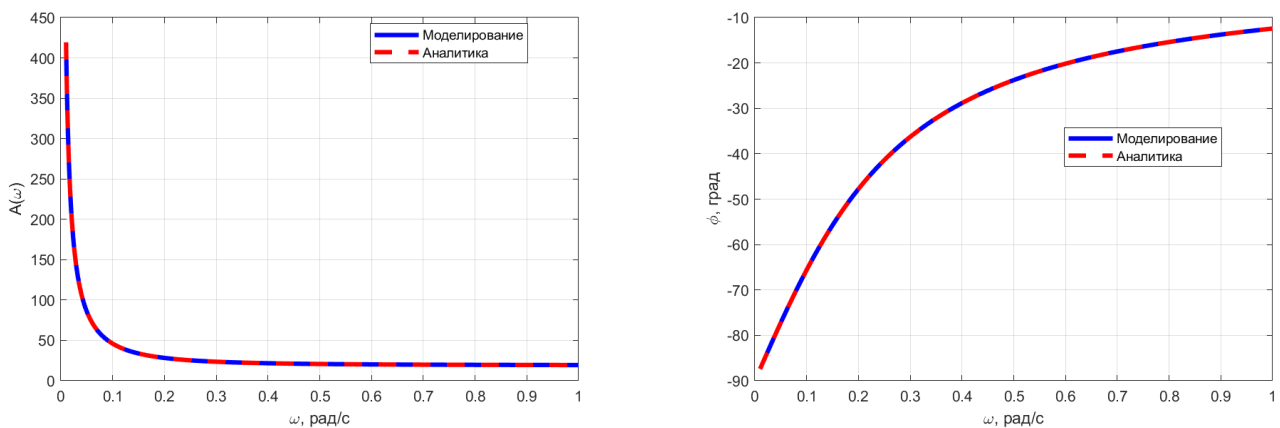 450
400
350
300
250
200
150
100
50
0
A(ω)
0 0.1 0.2 0.3 0.4 0.5 0.6 0.7 0.8 0.9 1
ω, рад/с
Моделирование
Аналитика
-10
-20
-30
-40
-50
-60
-70
-80
-90
ϕ, град
0 0.1 0.2 0.3 0.4 0.5 0.6 0.7 0.8 0.9 1
ω, рад/с
Моделирование
Аналитика